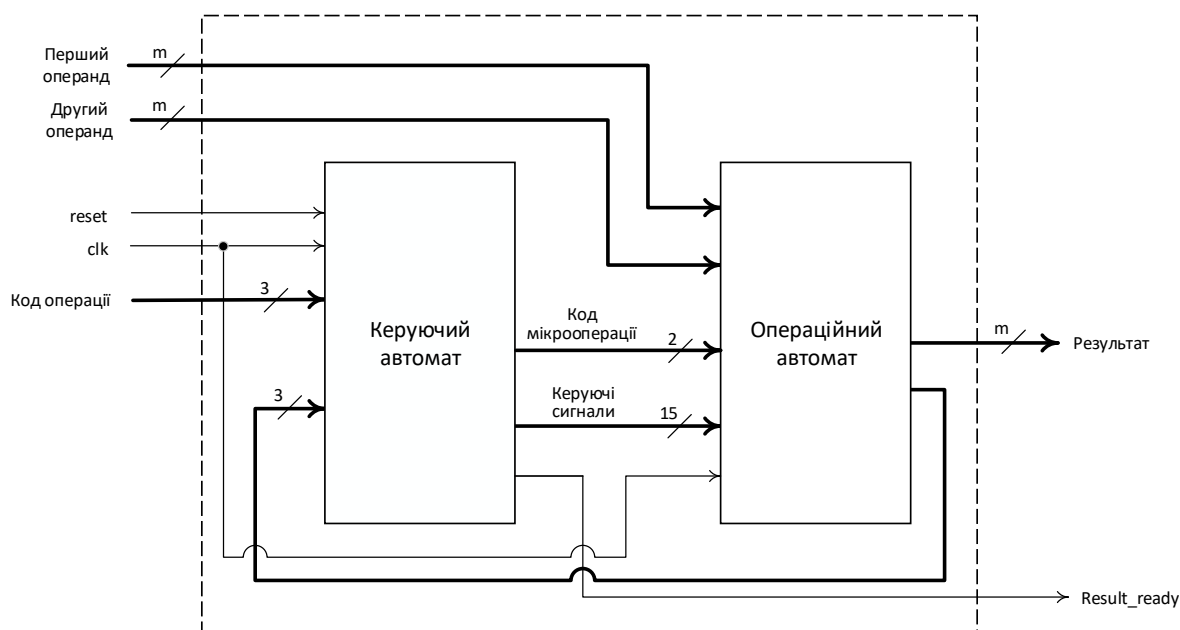 Перший
операнд
m
Другий
операнд
m
reset
clk
Код операції
3
3
Керуючий
автомат
Код
мікрооперації
2
Керуючі
сигнали
15
Операційний
автомат
m
Результат
Result_ready